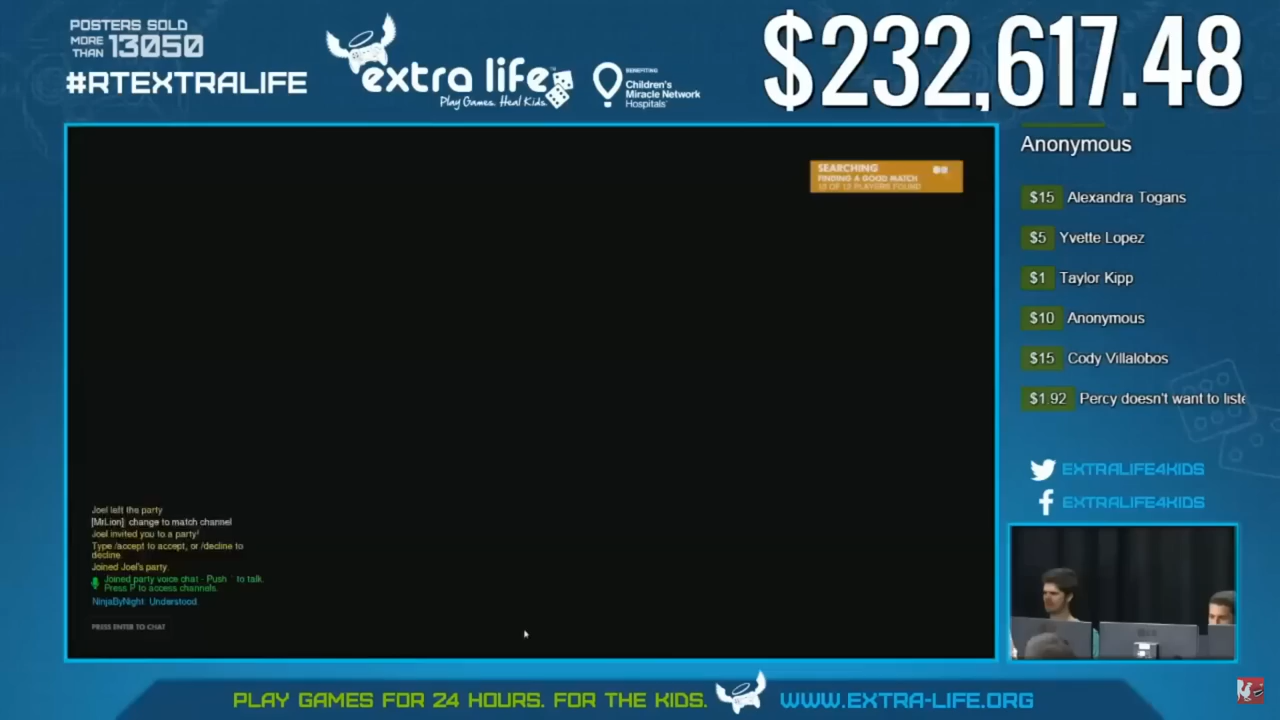 POSTERS SOLD
MORE THAN 13050
#RTEXTRALIFE
extra life
Play Games. Heal Kids.
BENEFITING
Children's
Miracle Network
Hospitals
$232,617.48
SEARCHING
FINDING A GOOD MATCH
12 OF 12 PLAYERS FOUND
Anonymous
$15 Alexandra Togans
$5 Yvette Lopez
$1 Taylor Kipp
$10 Anonymous
$15 Cody Villalobos
$1.92 Percy doesn't want to liste
EXTRALIFE4KIDS
EXTRALIFE4KIDS
Joel left the party
[MrLion]: change to match channel
Joel invited you to a party!
Type /accept to accept, or /decline to
decline.
Joined Joel's party.
Joined party voice chat - Push ` to talk.
Press P to access channels.
NinjaByNight: Understood.
PRESS ENTER TO CHAT
PLAY GAMES FOR 24 HOURS. FOR THE KIDS.
WWW.EXTRA-LIFE.ORG